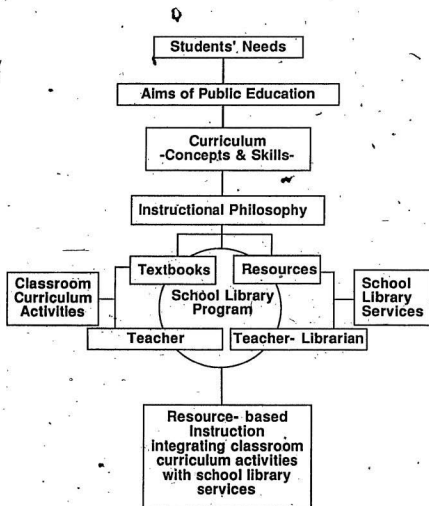 Students' Needs
Aims of Public Education
Curriculum
-Concepts & Skills-
Instructional Philosophy
Textbooks
Resources
Classroom
Curriculum
Activities
School Library
Program
School
Library
Services
Teacher
Teacher- Librarian
Resource- based
Instruction
integrating classroom
curriculum activities
with school library
services